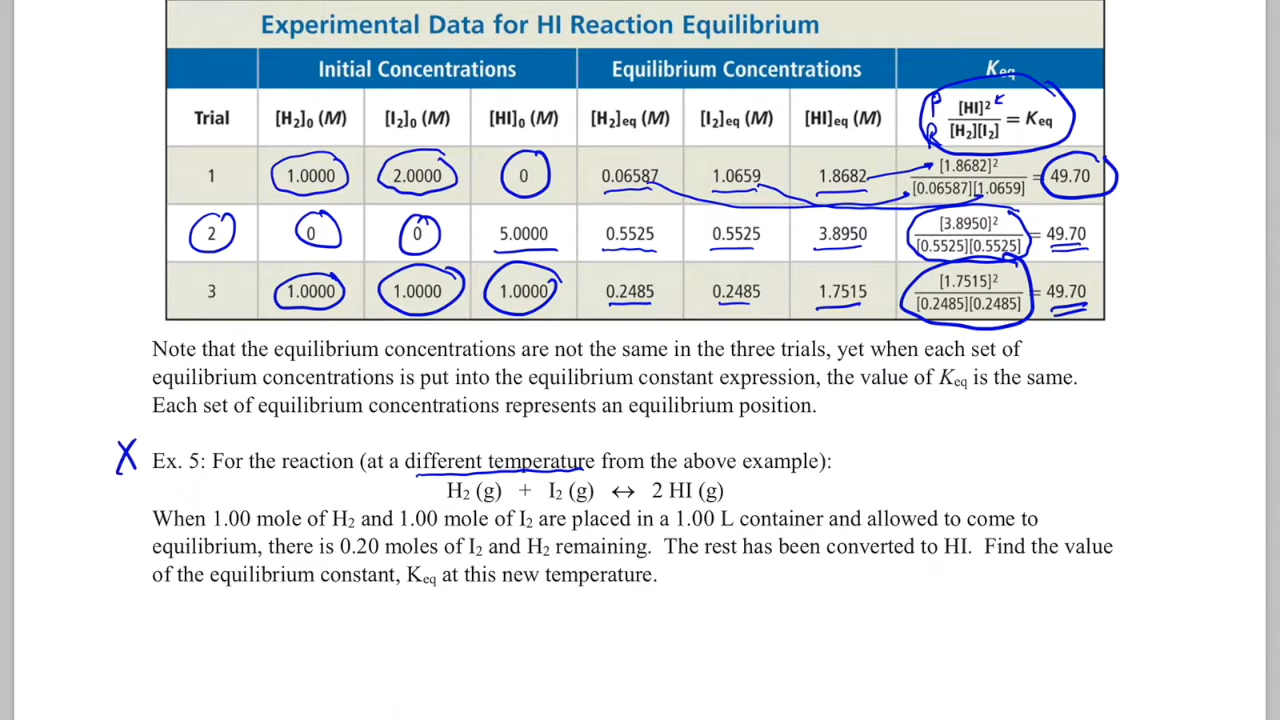 Experimental Data for HI Reaction Equilibrium
Initial Concentrations Equilibrium Concentrations Keq
Trial [H₂]₀ (M) [I₂]₀ (M) [HI]₀ (M) [H₂]eq (M) [I₂]eq (M) [HI]eq (M) P [HI]² / R [H₂][I₂] = Keq
1 1.0000 2.0000 0 0.06587 1.0659 1.8682 [1.8682]² / [0.06587][1.0659] = 49.70
2 0 0 5.0000 0.5525 0.5525 3.8950 [3.8950]² / [0.5525][0.5525] = 49.70
3 1.0000 1.0000 1.0000 0.2485 0.2485 1.7515 [1.7515]² / [0.2485][0.2485] = 49.70
Note that the equilibrium concentrations are not the same in the three trials, yet when each set of
equilibrium concentrations is put into the equilibrium constant expression, the value of Keq is the same.
Each set of equilibrium concentrations represents an equilibrium position.
X Ex. 5: For the reaction (at a different temperature from the above example):
H₂ (g) + I₂ (g) ↔ 2 HI (g)
When 1.00 mole of H₂ and 1.00 mole of I₂ are placed in a 1.00 L container and allowed to come to
equilibrium, there is 0.20 moles of I₂ and H₂ remaining. The rest has been converted to HI. Find the value
of the equilibrium constant, Keq at this new temperature.